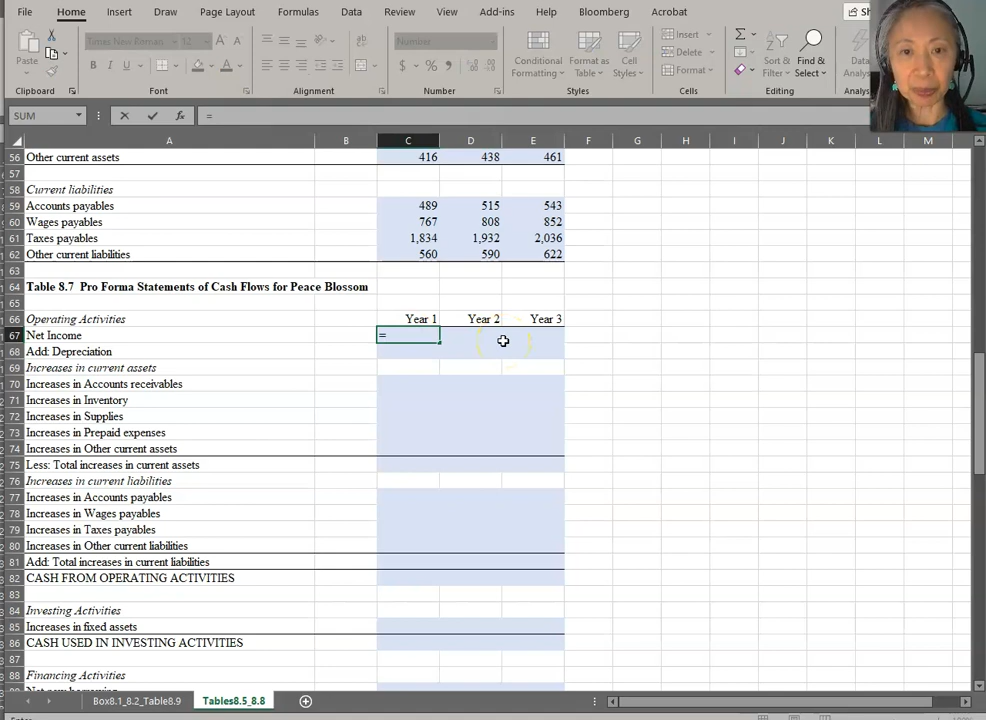 File Home Insert Draw Page Layout Formulas Data Review View Add-ins Help Bloomberg Acrobat Sh
Paste Times New Roman 12 A A ab Number Insert Σ
B I U A $ % 9 Conditional Format as Cell Delete Sort & Find & Data
Formatting Table Styles Format Filter Select Analys
Clipboard Font Alignment Number Styles Cells Editing Analys
SUM fx =
A B C D E F G H I J K L M
56 Other current assets 416 438 461
57
58 Current liabilities
59 Accounts payables 489 515 543
60 Wages payables 767 808 852
61 Taxes payables 1,834 1,932 2,036
62 Other current liabilities 560 590 622
63
64 Table 8.7 Pro Forma Statements of Cash Flows for Peace Blossom
65
66 Operating Activities Year 1 Year 2 Year 3
67 Net Income =
68 Add: Depreciation
69 Increases in current assets
70 Increases in Accounts receivables
71 Increases in Inventory
72 Increases in Supplies
73 Increases in Prepaid expenses
74 Increases in Other current assets
75 Less: Total increases in current assets
76 Increases in current liabilities
77 Increases in Accounts payables
78 Increases in Wages payables
79 Increases in Taxes payables
80 Increases in Other current liabilities
81 Add: Total increases in current liabilities
82 CASH FROM OPERATING ACTIVITIES
83
84 Investing Activities
85 Increases in fixed assets
86 CASH USED IN INVESTING ACTIVITIES
87
88 Financing Activities
Box8.1_8.2_Table8.9 Tables8.5_8.8